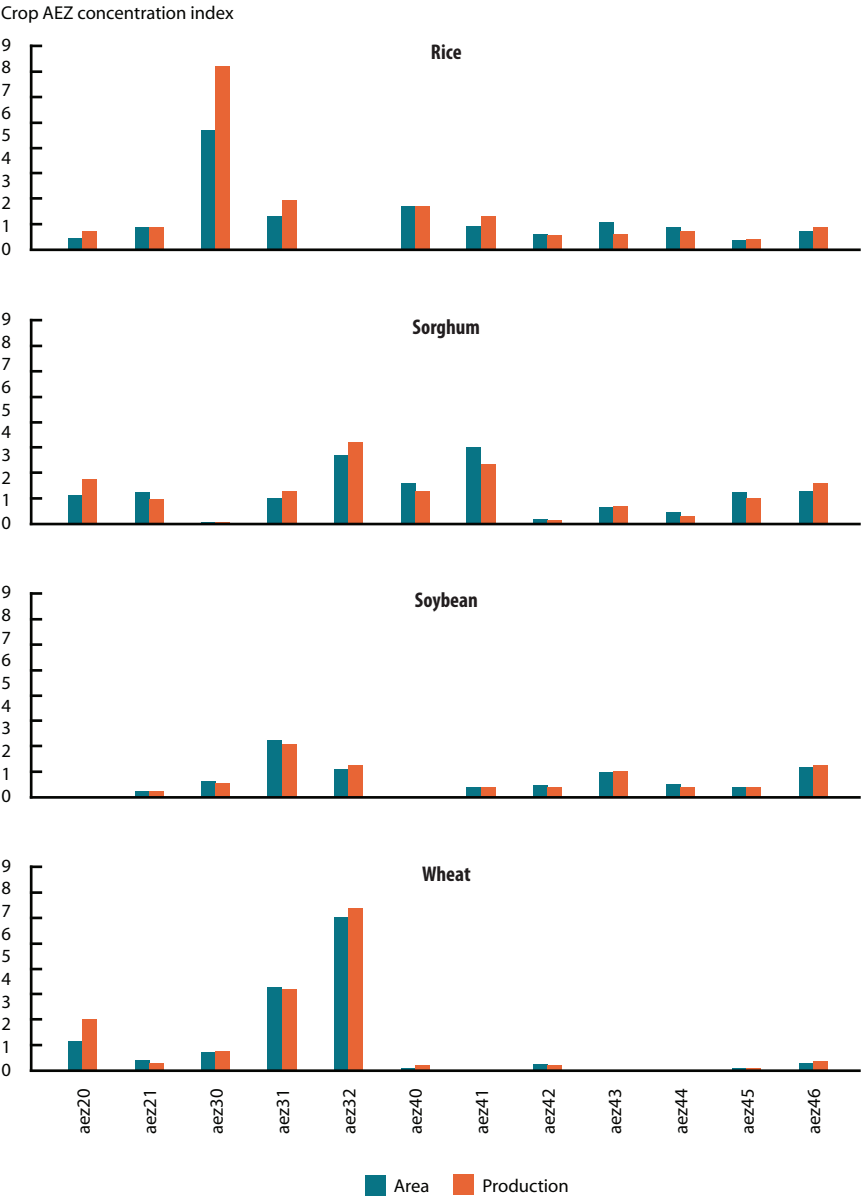 Crop AEZ concentration index
Rice
9
8
7
6
5
4
3
2
1
0
Sorghum
9
8
7
6
5
4
3
2
1
0
Soybean
9
8
7
6
5
4
3
2
1
0
Wheat
9
8
7
6
5
4
3
2
1
0
aez20
aez21
aez30
aez31
aez32
aez40
aez41
aez42
aez43
aez44
aez45
aez46
Area
Production